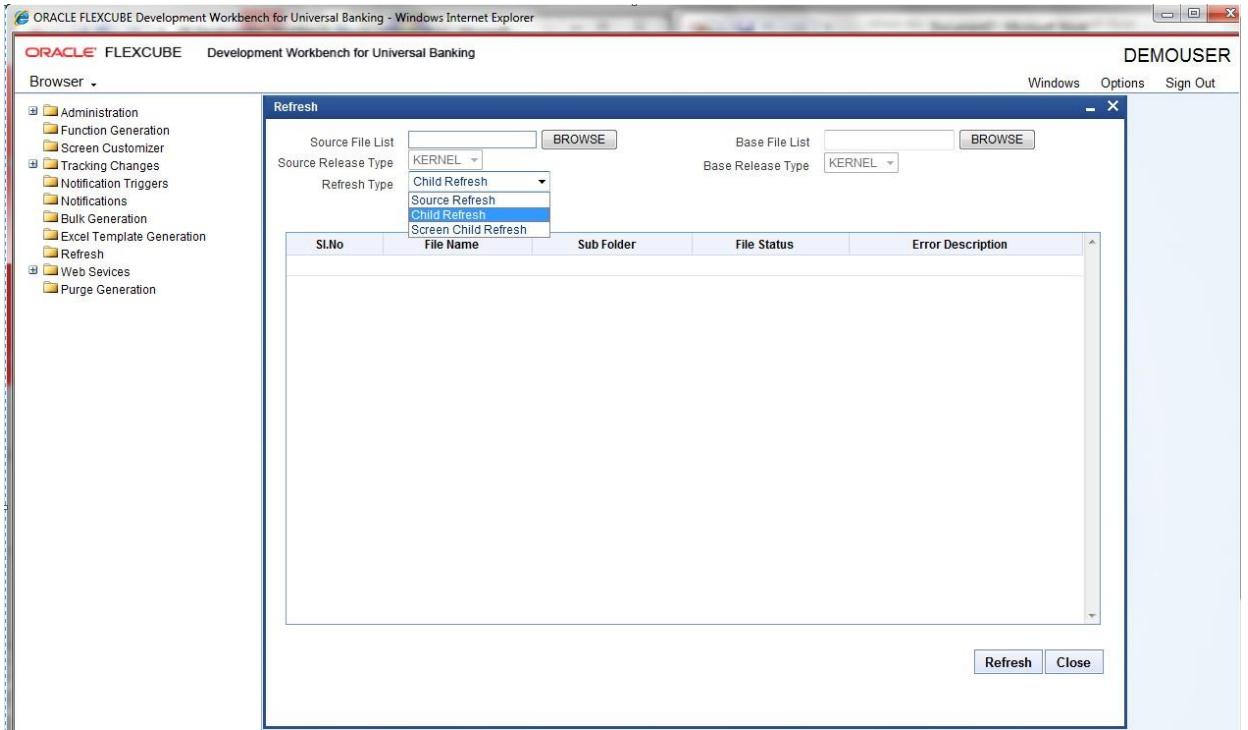 ORACLE FLEXCUBE Development Workbench for Universal Banking - Windows Internet Explorer
ORACLE FLEXCUBE Development Workbench for Universal Banking
DEMOUSER
Browser
Windows Options Sign Out
Administration
Function Generation
Screen Customizer
Tracking Changes
Notification Triggers
Notifications
Bulk Generation
Excel Template Generation
Refresh
Web Sevices
Purge Generation
Refresh
Source File List BROWSE Base File List BROWSE
Source Release Type KERNEL Base Release Type KERNEL
Refresh Type Child Refresh
Source Refresh
Child Refresh
Screen Child Refresh
Sl.No File Name Sub Folder File Status Error Description
Refresh Close